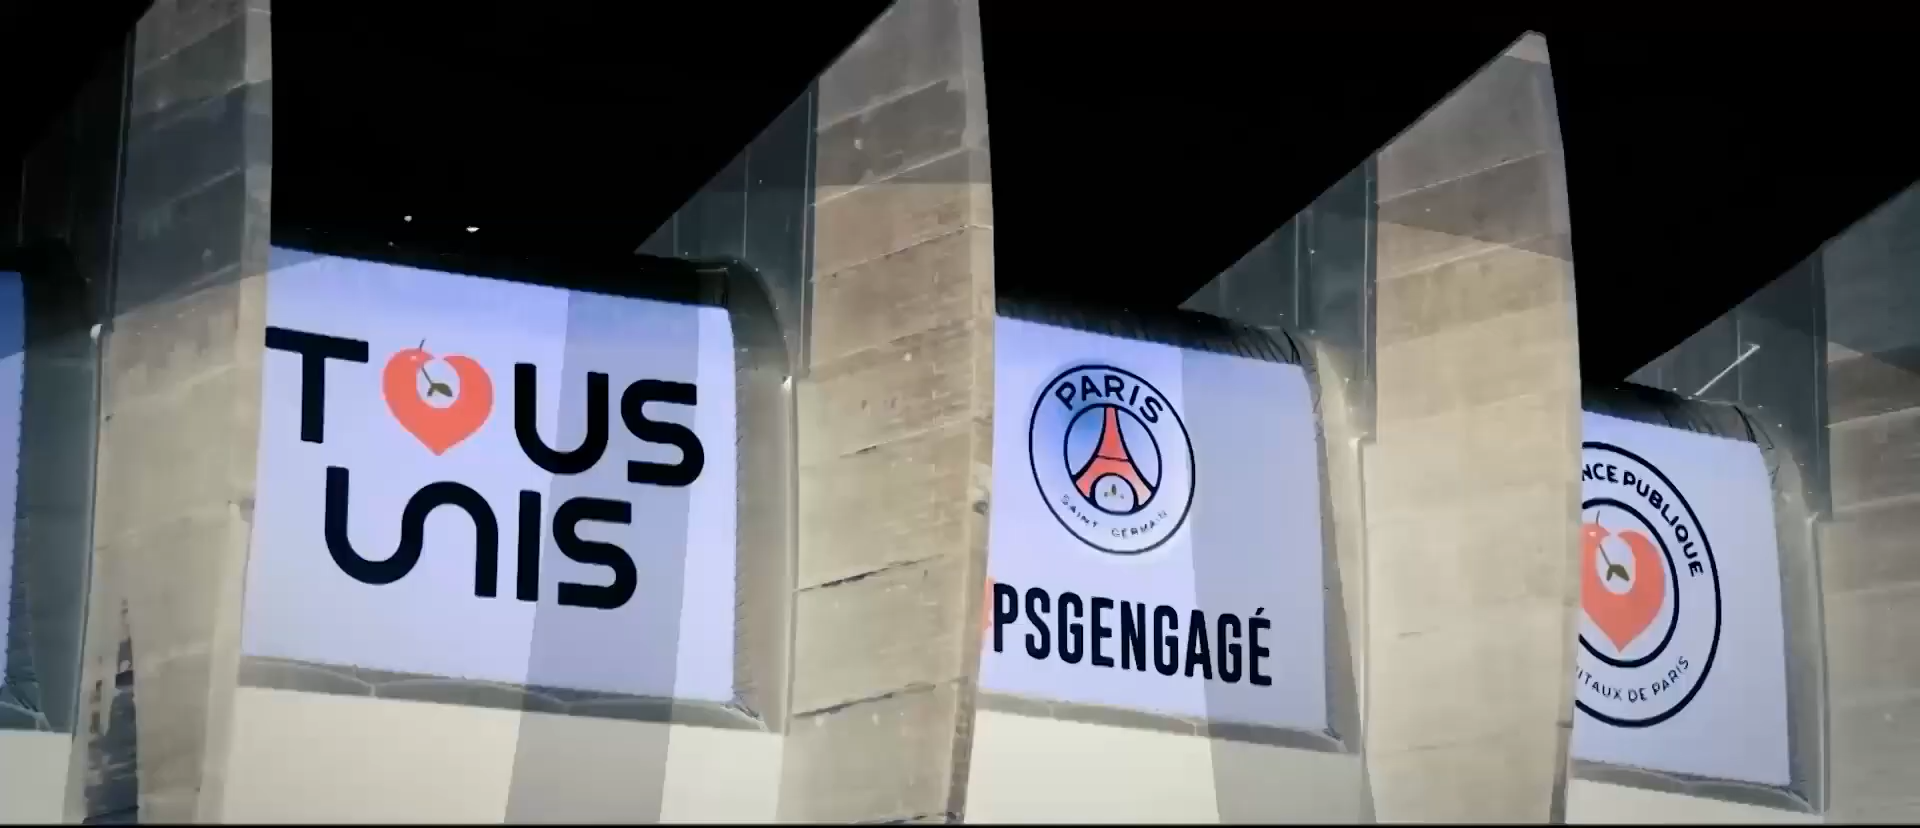 TOUS
UNIS
PARIS
SAINT GERMAIN
PSGENGAGÉ
NCE PUBLIQUE
ITAUX DE PARIS